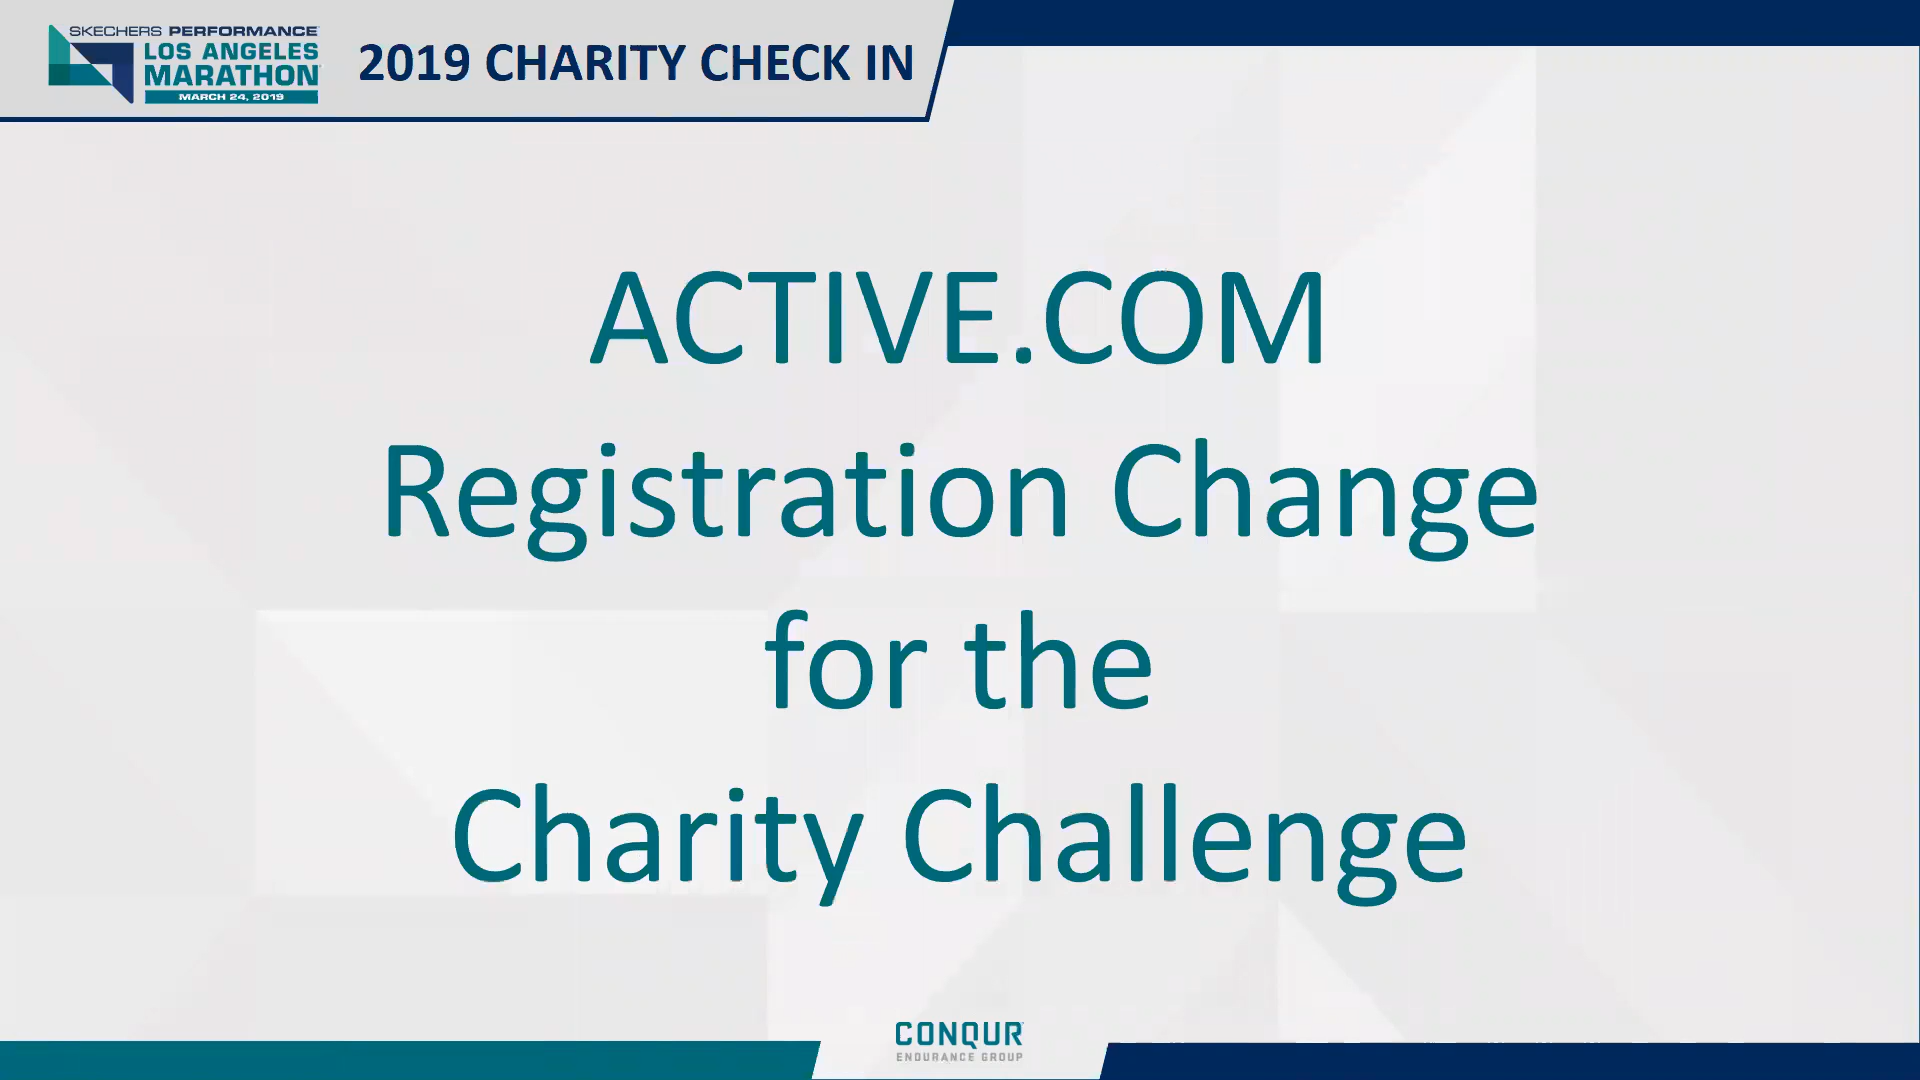 SKECHERS PERFORMANCE
LOS ANGELES
MARATHON
MARCH 24, 2019
2019 CHARITY CHECK IN
ACTIVE.COM
Registration Change
for the
Charity Challenge
CONQUR
ENDURANCE GROUP